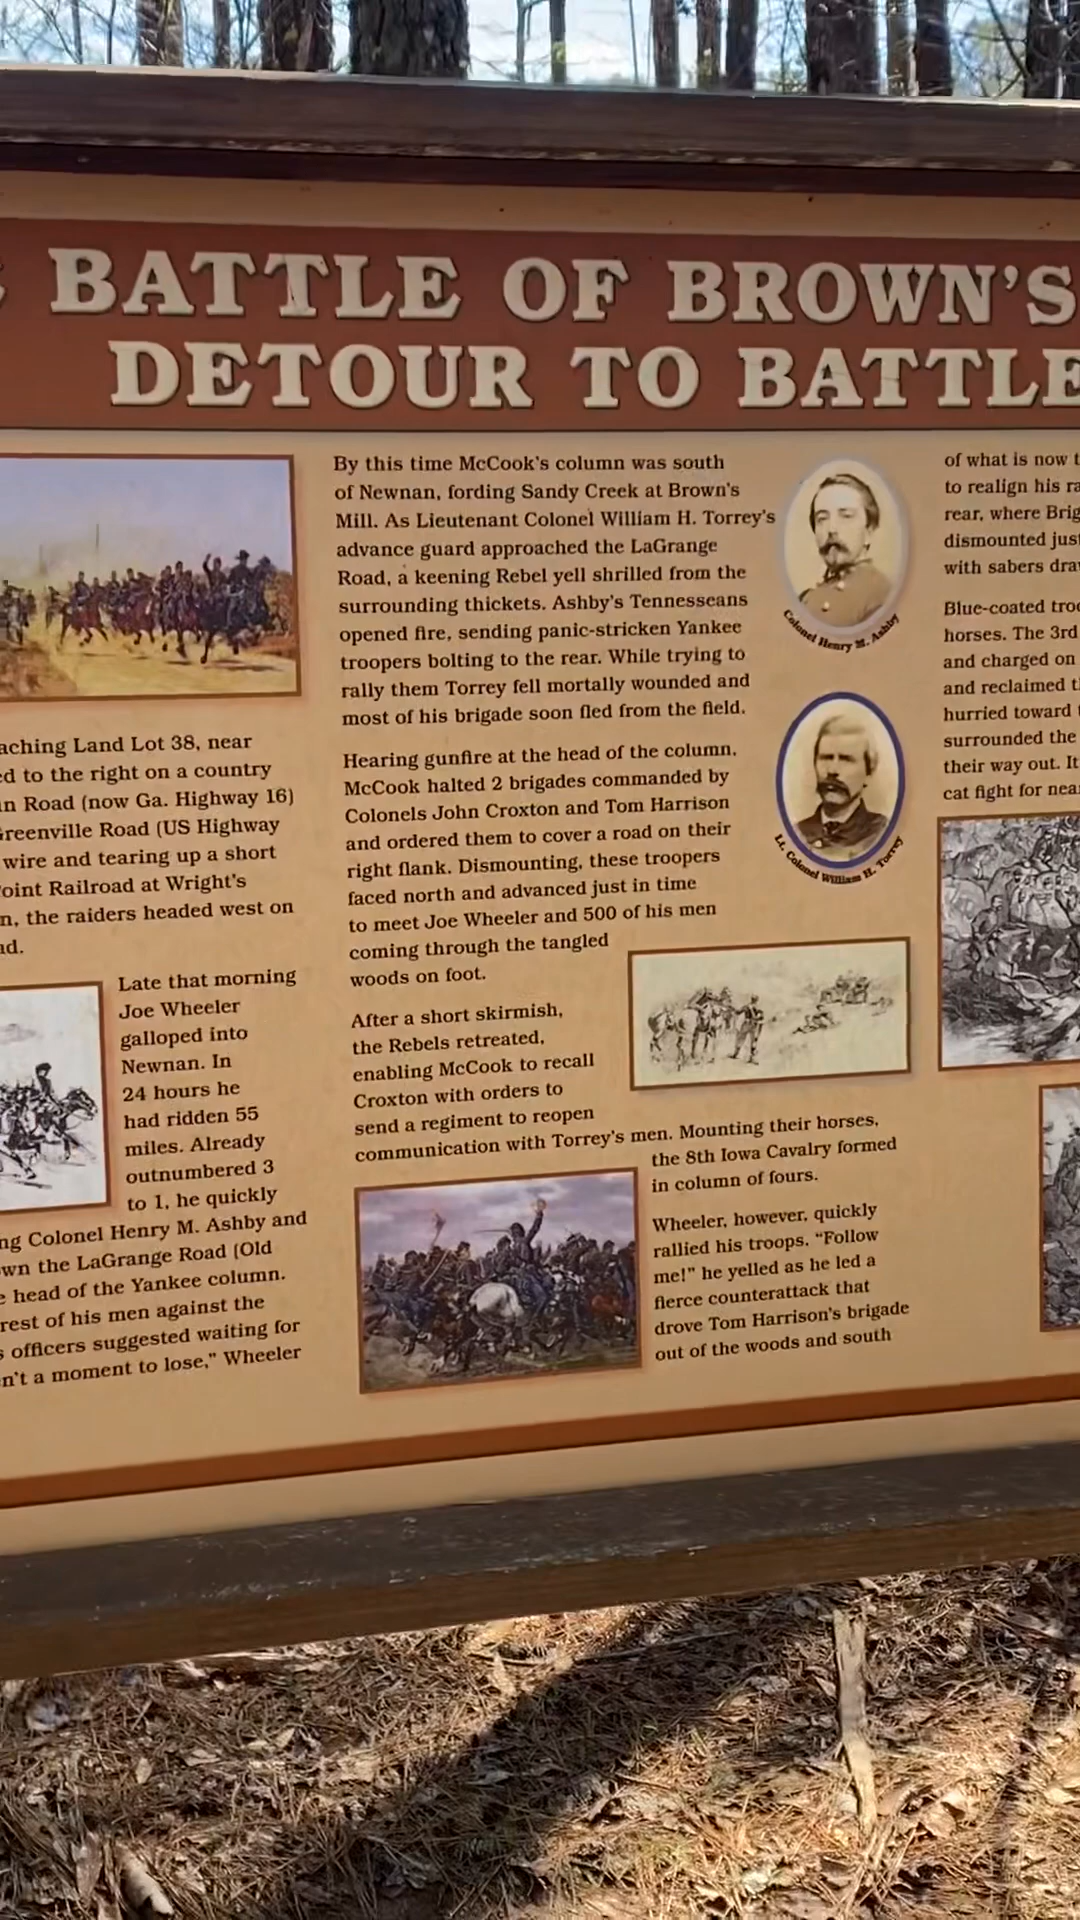 BATTLE OF BROWN'S
DETOUR TO BATTLE
Land Lot 38, near
to the right on a country
Road (now Ga. Highway 16)
Greenville Road (US Highway
wire and tearing up a short
Point Railroad at Wright's
the raiders headed west on
Late that morning
Joe Wheeler
galloped into
Newnan. In
24 hours he
had ridden 55
miles. Already
outnumbered 3
to 1, he quickly
Colonel Henry M. Ashby and
the LaGrange Road (Old
head of the Yankee column.
rest of his men against the
officers suggested waiting for
a moment to lose," Wheeler
By this time McCook's column was south
of Newnan, fording Sandy Creek at Brown's
Mill. As Lieutenant Colonel William H. Torrey's
advance guard approached the LaGrange
Road, a keening Rebel yell shrilled from the
surrounding thickets. Ashby's Tennesseans
opened fire, sending panic-stricken Yankee
troopers bolting to the rear. While trying to
rally them Torrey fell mortally wounded and
most of his brigade soon fled from the field.
Hearing gunfire at the head of the column,
McCook halted 2 brigades commanded by
Colonels John Croxton and Tom Harrison
and ordered them to cover a road on their
right flank. Dismounting, these troopers
faced north and advanced just in time
to meet Joe Wheeler and 500 of his men
coming through the tangled
woods on foot.
After a short skirmish,
the Rebels retreated,
enabling McCook to recall
Croxton with orders to
send a regiment to reopen
communication with Torrey's men. Mounting their horses,
the 8th Iowa Cavalry formed
in column of fours.
Wheeler, however, quickly
rallied his troops. "Follow
me!" he yelled as he led a
fierce counterattack that
drove Tom Harrison's brigade
out of the woods and south
Colonel Henry M. Ashby
Lt. Colonel William H. Torrey
of what is now
to realign his
rear, where
dismounted
with sabers
Blue-coated
horses. The 3rd
and charged on
and reclaimed
hurried toward
surrounded the
their way out. It
cat fight for